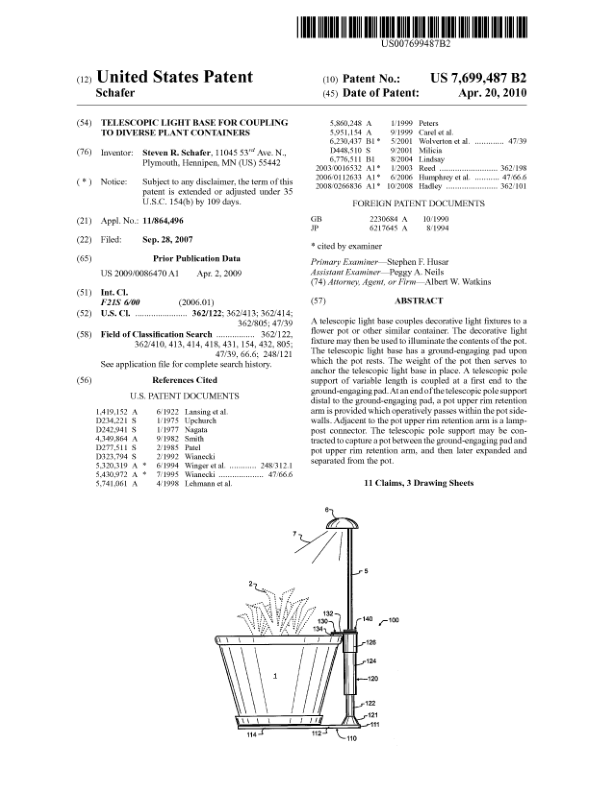 US007699487B2
(12) United States Patent
Schafer
(10) Patent No.: US 7,699,487 B2
(45) Date of Patent: Apr. 20, 2010
(54) TELESCOPIC LIGHT BASE FOR COUPLING
TO DIVERSE PLANT CONTAINERS
(76) Inventor: Steven R. Schafer, 11045 53rd Ave. N.,
Plymouth, Hennipen, MN (US) 55442
( * ) Notice: Subject to any disclaimer, the term of this
patent is extended or adjusted under 35
U.S.C. 154(b) by 109 days.
(21) Appl. No.: 11/864,496
(22) Filed: Sep. 28, 2007
(65) Prior Publication Data
US 2009/0086470 A1 Apr. 2, 2009
(51) Int. Cl.
F21S 6/00 (2006.01)
(52) U.S. Cl. ........................ 362/122; 362/413; 362/414;
362/805; 47/39
(58) Field of Classification Search .................. 362/122,
362/410, 413, 414, 418, 431, 154, 432, 805;
47/39, 66.6; 248/121
See application file for complete search history.
(56) References Cited
U.S. PATENT DOCUMENTS
1,419,152 A 6/1922 Lansing et al.
D234,221 S 1/1975 Upchurch
D242,941 S 1/1977 Nagata
4,349,864 A 9/1982 Smith
D277,511 S 2/1985 Patel
D323,794 S 2/1992 Wianecki
5,320,319 A * 6/1994 Winger et al. ........... 248/312.1
5,430,972 A * 7/1995 Wianecki ..................... 47/66.6
5,741,061 A 4/1998 Lehmann et al.
5,860,248 A 1/1999 Peters
5,951,154 A 9/1999 Carel et al.
6,230,437 B1 * 5/2001 Wolverton et al. ............. 47/39
D448,510 S 9/2001 Milicia
6,776,511 B1 8/2004 Lindsay
2003/0016532 A1 * 1/2003 Reed ........................... 362/198
2006/0112633 A1 * 6/2006 Humphrey et al. .......... 47/66.6
2008/0266836 A1 * 10/2008 Hadley ........................ 362/101
FOREIGN PATENT DOCUMENTS
GB 2230684 A 10/1990
JP 6217645 A 8/1994
* cited by examiner
Primary Examiner—Stephen F. Husar
Assistant Examiner—Peggy A. Neils
(74) Attorney, Agent, or Firm—Albert W. Watkins
(57) ABSTRACT
A telescopic light base couples decorative light fixtures to a
flower pot or other similar container. The decorative light
fixture may then be used to illuminate the contents of the pot.
The telescopic light base has a ground-engaging pad upon
which the pot rests. The weight of the pot then serves to
anchor the telescopic light base in place. A telescopic pole
support of variable length is coupled at a first end to the
ground-engaging pad. At an end of the telescopic pole support
distal to the ground-engaging pad, a pot upper rim retention
arm is provided which operatively passes within the pot side-
walls. Adjacent to the pot upper rim retention arm is a lamp-
post connector. The telescopic pole support may be con-
tracted to capture a pot between the ground-engaging pad and
pot upper rim retention arm, and then later expanded and
separated from the pot.
11 Claims, 3 Drawing Sheets
6
7
5
2
132
130
134
140
100
126
124
1
120
122
121
111
114
112
110